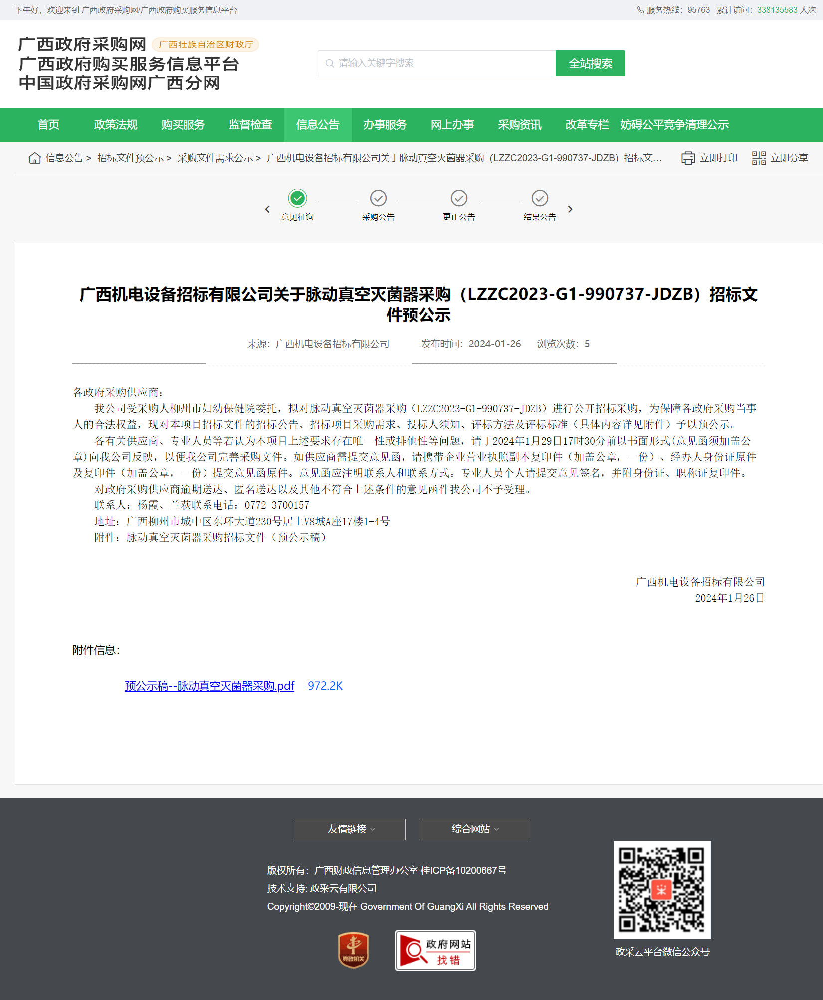 下午好，欢迎来到 广西政府采购网/广西政府购买服务信息平台
服务热线：95763 累计访问：338135583 人次
广西政府采购网 广西壮族自治区财政厅
广西政府购买服务信息平台
中国政府采购网广西分网
请输入关键字搜索 全站搜索
首页 政策法规 购买服务 监督检查 信息公告 办事服务 网上办事 采购资讯 改革专栏 妨碍公平竞争清理公示
信息公告 > 招标文件预公示 > 采购文件需求公示 > 广西机电设备招标有限公司关于脉动真空灭菌器采购（LZZC2023-G1-990737-JDZB）招标文... 立即打印 立即分享
意见征询 采购公告 更正公告 结果公告
广西机电设备招标有限公司关于脉动真空灭菌器采购（LZZC2023-G1-990737-JDZB）招标文
件预公示
来源：广西机电设备招标有限公司 发布时间：2024-01-26 浏览次数：5
各政府采购供应商：
我公司受采购人柳州市妇幼保健院委托，拟对脉动真空灭菌器采购（LZZC2023-G1-990737-JDZB）进行公开招标采购，为保障各政府采购当事
人的合法权益，现对本项目招标文件的招标公告、招标项目采购需求、投标人须知、评标方法及评标标准（具体内容详见附件）予以预公示。
各有关供应商、专业人员等若认为本项目上述要求存在唯一性或排他性等问题，请于2024年1月29日17时30分前以书面形式(意见函须加盖公
章)向我公司反映，以便我公司完善采购文件。如供应商需提交意见函，请携带企业营业执照副本复印件（加盖公章，一份）、经办人身份证原件
及复印件（加盖公章，一份）提交意见函原件。意见函应注明联系人和联系方式。专业人员个人请提交意见签名，并附身份证、职称证复印件。
对政府采购供应商逾期送达、匿名送达以及其他不符合上述条件的意见函件我公司不予受理。
联系人：杨霞、兰荻联系电话：0772-3700157
地址：广西柳州市城中区东环大道230号居上V8城A座17楼1-4号
附件：脉动真空灭菌器采购招标文件（预公示稿）
广西机电设备招标有限公司
2024年1月26日
附件信息：
预公示稿--脉动真空灭菌器采购.pdf 972.2K
友情链接 综合网站
版权所有：广西财政信息管理办公室 桂ICP备10200667号
技术支持: 政采云有限公司
Copyright©2009-现在 Government Of GuangXi All Rights Reserved
党政机关
政府网站
找错
政采云平台微信公众号